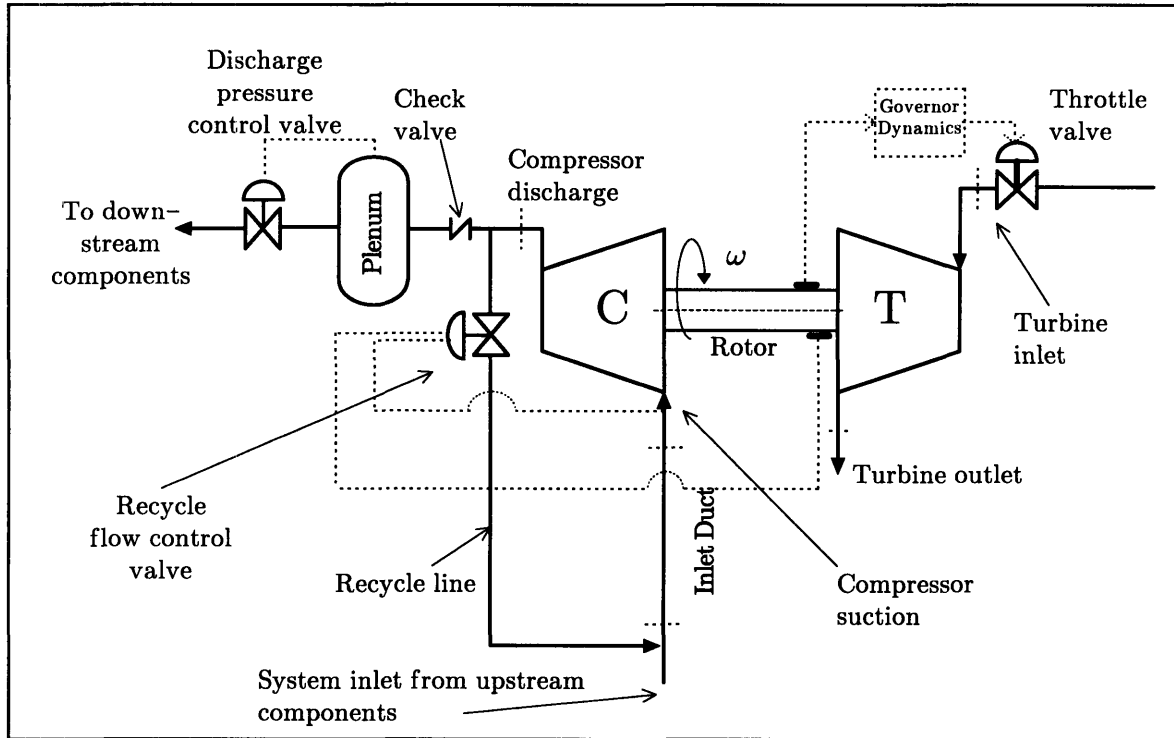 Discharge
pressure
control valve
Check
valve
Compressor
discharge
Governor
Dynamics
Throttle
valve
To down–
stream
components
Plenum
C
ω
T
Rotor
Turbine
inlet
Turbine outlet
Recycle
flow control
valve
Recycle line
Inlet Duct
Compressor
suction
System inlet from upstream
components